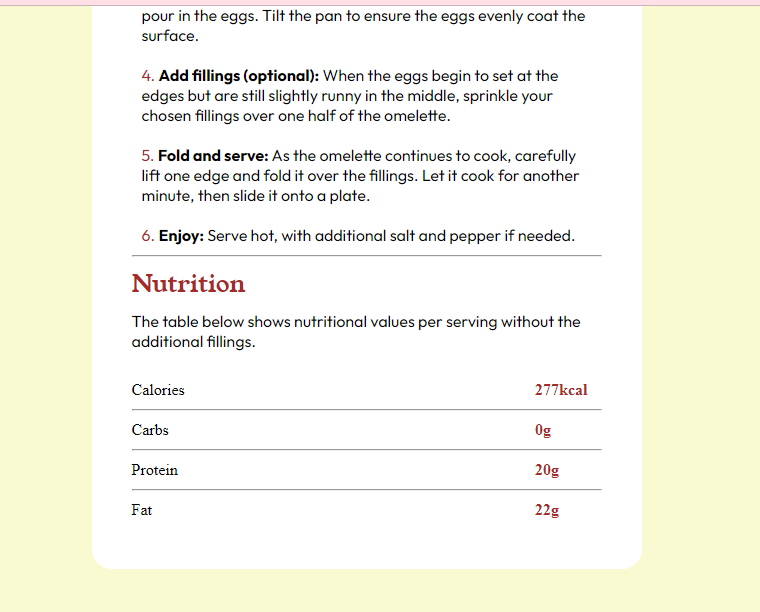 pour in the eggs. Tilt the pan to ensure the eggs evenly coat the
surface.
4. Add fillings (optional): When the eggs begin to set at the
edges but are still slightly runny in the middle, sprinkle your
chosen fillings over one half of the omelette.
5. Fold and serve: As the omelette continues to cook, carefully
lift one edge and fold it over the fillings. Let it cook for another
minute, then slide it onto a plate.
6. Enjoy: Serve hot, with additional salt and pepper if needed.
Nutrition
The table below shows nutritional values per serving without the
additional fillings.
Calories 277kcal
Carbs 0g
Protein 20g
Fat 22g